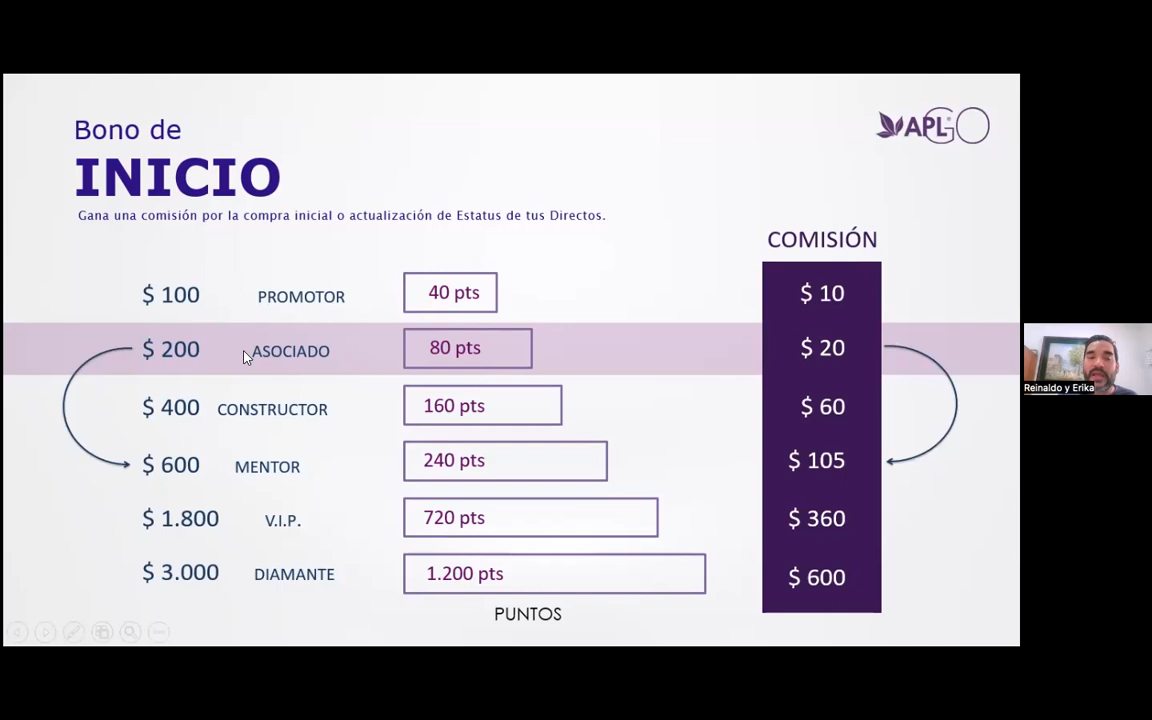 Bono de
INICIO
APLGO
Gana una comisión por la compra inicial o actualización de Estatus de tus Directos.
COMISIÓN
$ 100 PROMOTOR 40 pts $ 10
$ 200 ASOCIADO 80 pts $ 20
$ 400 CONSTRUCTOR 160 pts $ 60
$ 600 MENTOR 240 pts $ 105
$ 1.800 V.I.P. 720 pts $ 360
$ 3.000 DIAMANTE 1.200 pts $ 600
PUNTOS
Reinaldo y Erika